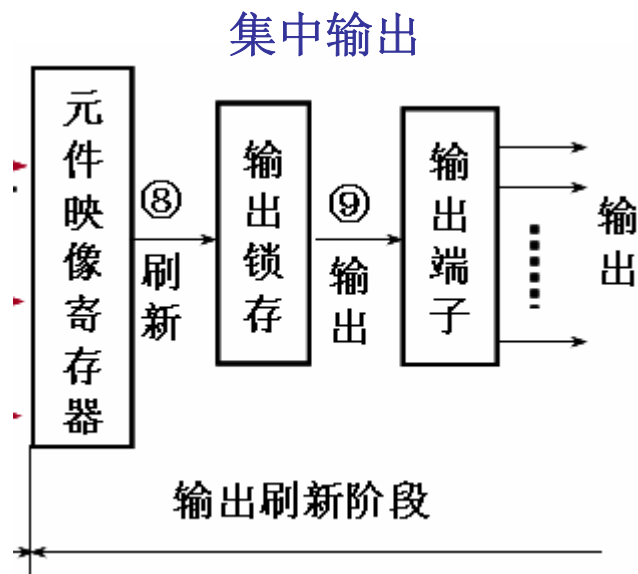 集中输出
元件映像寄存器
⑧
刷新
输出锁存
⑨
输出
输出端子
输出
输出刷新阶段